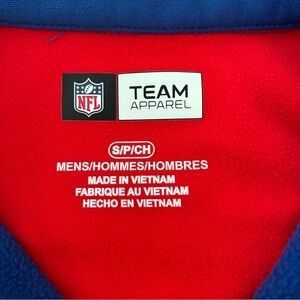 NFL
TEAM
APPAREL
S/P/CH
MENS/HOMMES/HOMBRES
MADE IN VIETNAM
FABRIQUE AU VIETNAM
HECHO EN VIETNAM